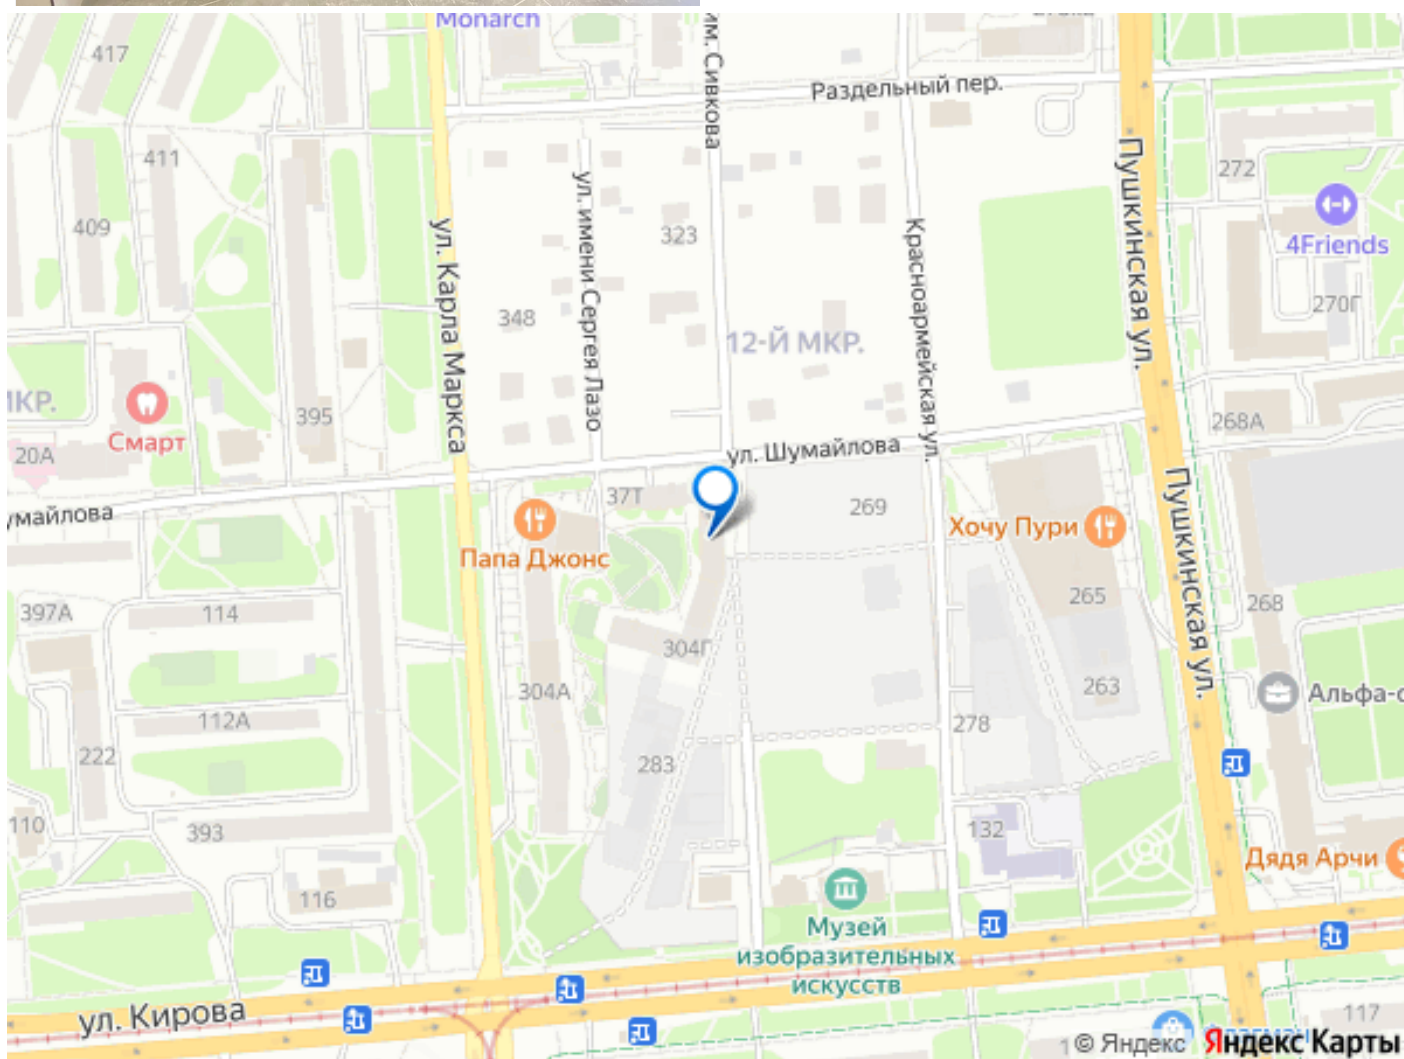 Monarch
417
им. Сивкова
Раздельный пер.
411
272
409
ул. имени Сергея Лазо
323
4Friends
Пушкинская ул.
ул. Карла Маркса
Красноармейская ул.
270Г
348
12-Й МКР.
МКР.
395
Смарт
20А
268А
ул. Шумайлова
37Т
269
умайлова
Папа Джонс
Хочу Пури
Пушкинская ул.
397А
114
265
268
304Г
304А
263
Альфа-с
112А
278
222
283
110
393
132
Дядя Арчи
116
Музей
изобразительных
искусств
ул. Кирова
117
© Яндекс Яндекс Карты